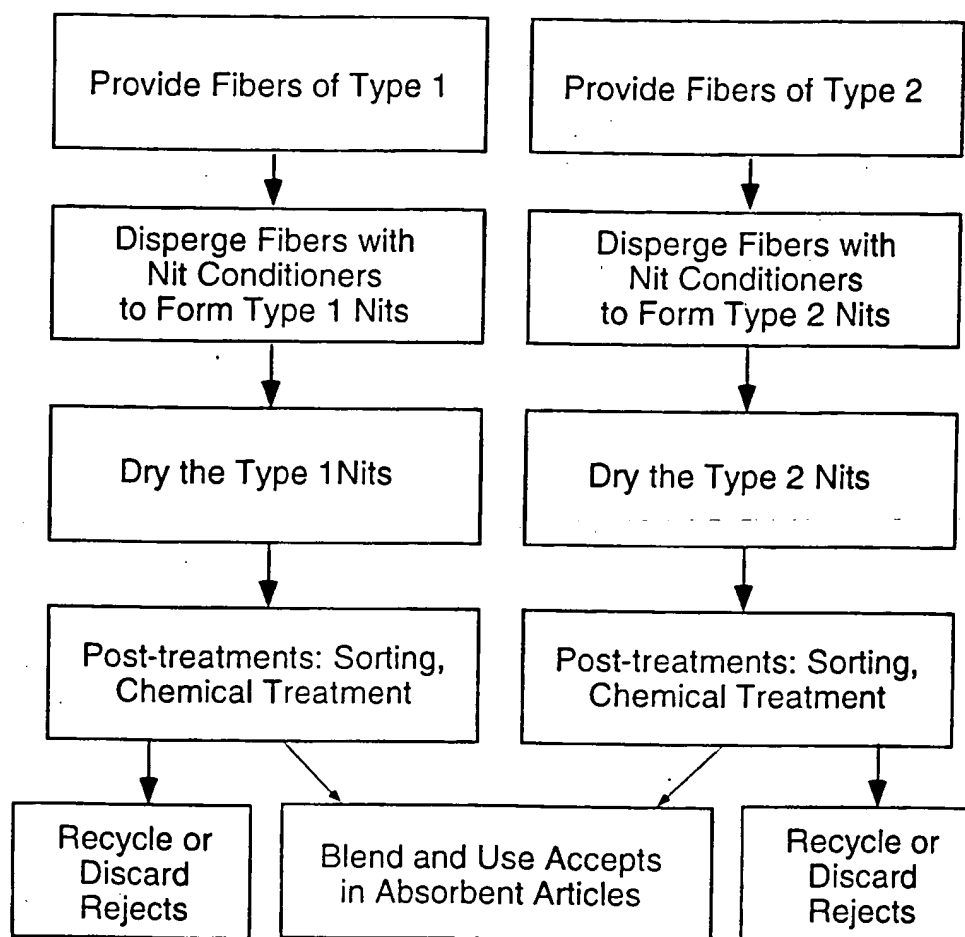 Provide Fibers of Type 1
Provide Fibers of Type 2
Disperge Fibers with
Nit Conditioners
to Form Type 1 Nits
Disperge Fibers with
Nit Conditioners
to Form Type 2 Nits
Dry the Type 1Nits
Dry the Type 2 Nits
Post-treatments: Sorting,
Chemical Treatment
Post-treatments: Sorting,
Chemical Treatment
Recycle or
Discard
Rejects
Blend and Use Accepts
in Absorbent Articles
Recycle or
Discard
Rejects